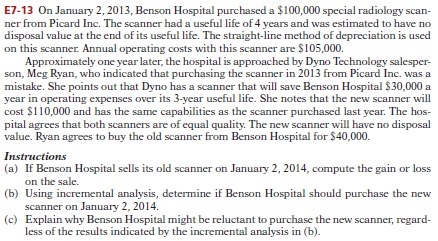 E7-13 On January 2, 2013, Benson Hospital purchased a $100,000 special radiology scan-
ner from Picard Inc. The scanner had a useful life of 4 years and was estimated to have no
disposal value at the end of its useful life. The straight-line method of depreciation is used
on this scanner. Annual operating costs with this scanner are $105,000.
Approximately one year later, the hospital is approached by Dyno Technology salesper-
son, Meg Ryan, who indicated that purchasing the scanner in 2013 from Picard Inc. was a
mistake. She points out that Dyno has a scanner that will save Benson Hospital $30,000 a
year in operating expenses over its 3-year useful life. She notes that the new scanner will
cost $110,000 and has the same capabilities as the scanner purchased last year. The hos-
pital agrees that both scanners are of equal quality. The new scanner will have no disposal
value. Ryan agrees to buy the old scanner from Benson Hospital for $40,000.
Instructions
(a) If Benson Hospital sells its old scanner on January 2, 2014, compute the gain or loss
on the sale.
(b) Using incremental analysis, determine if Benson Hospital should purchase the new
scanner on January 2, 2014.
(c) Explain why Benson Hospital might be reluctant to purchase the new scanner, regard-
less of the results indicated by the incremental analysis in (b).